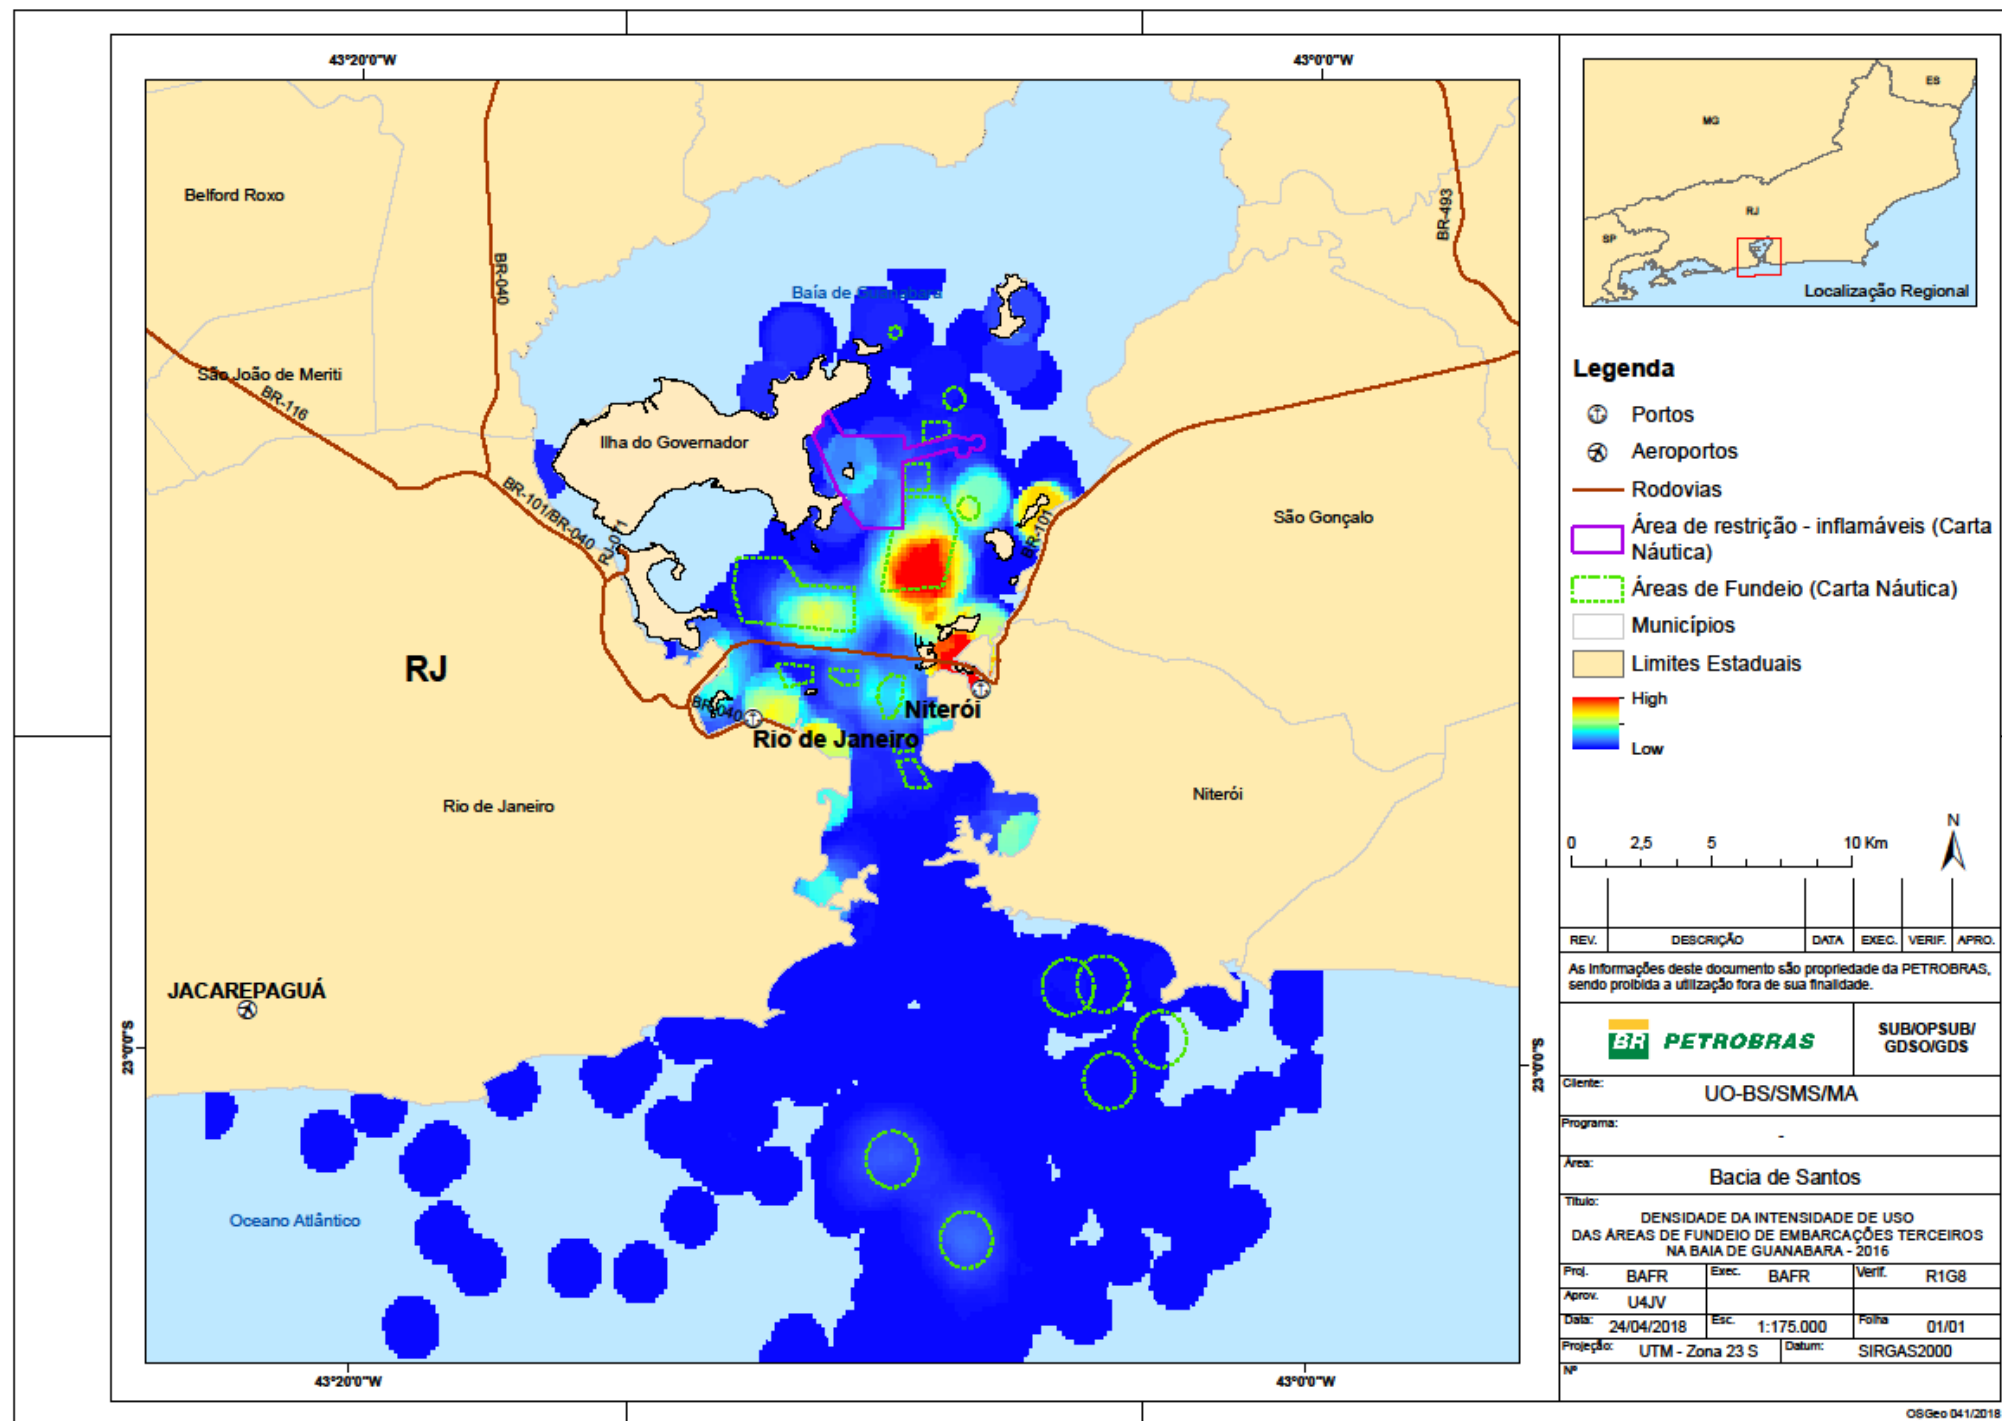 43°20'0"W
43°0'0"W
Belford Roxo
BR-040
BR-493
Baía de Guanabara
São João de Meriti
BR-116
Ilha do Governador
BR-101/BR-040
RJ-071
BR-101
São Gonçalo
RJ
BR-040
Niterói
Rio de Janeiro
Rio de Janeiro
Niterói
JACAREPAGUÁ
23°0'0"S
23°0'0"S
Oceano Atlântico
43°20'0"W
43°0'0"W
ES
MG
RJ
SP
Localização Regional
Legenda
Portos
Aeroportos
Rodovias
Área de restrição - inflamáveis (Carta
Náutica)
Áreas de Fundeio (Carta Náutica)
Municípios
Limites Estaduais
High
Low
N
0 2,5 5 10 Km
REV. DESCRIÇÃO DATA EXEC. VERIF. APRO.
As informações deste documento são propriedade da PETROBRAS,
sendo proibida a utilização fora de sua finalidade.
BR PETROBRAS
SUB/OPSUB/
GDSO/GDS
Cliente:
UO-BS/SMS/MA
Programa:
-
Área:
Bacia de Santos
Título:
DENSIDADE DA INTENSIDADE DE USO
DAS ÁREAS DE FUNDEIO DE EMBARCAÇÕES TERCEIROS
NA BAIA DE GUANABARA - 2016
Proj. BAFR Exec. BAFR Verif. R1G8
Aprov. U4JV
Data: 24/04/2018 Esc. 1:175.000 Folha 01/01
Projeção: UTM - Zona 23 S Datum: SIRGAS2000
Nº
OSGeo 041/2018